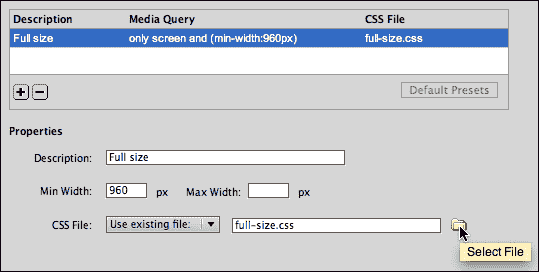 Description Media Query CSS File
Full size only screen and (min-width:960px) full-size.css
Default Presets
Properties
Description: Full size
Min Width: 960 px Max Width: px
CSS File: Use existing file: full-size.css
Select File